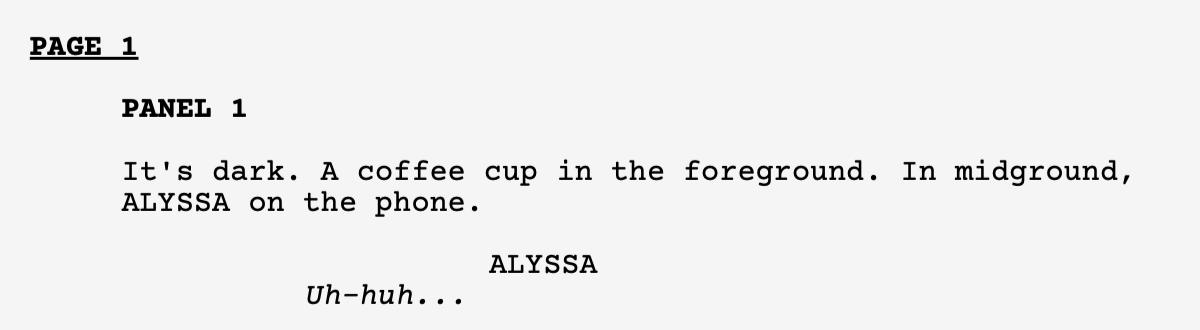 PAGE 1
PANEL 1
It's dark. A coffee cup in the foreground. In midground,
ALYSSA on the phone.
ALYSSA
Uh-huh...